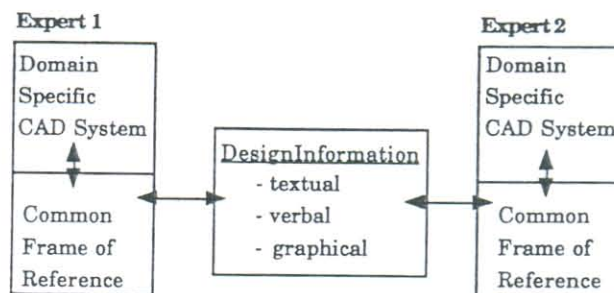 Expert 1
Domain
Specific
CAD System
Common
Frame of
Reference
DesignInformation
- textual
- verbal
- graphical
Expert 2
Domain
Specific
CAD System
Common
Frame of
Reference